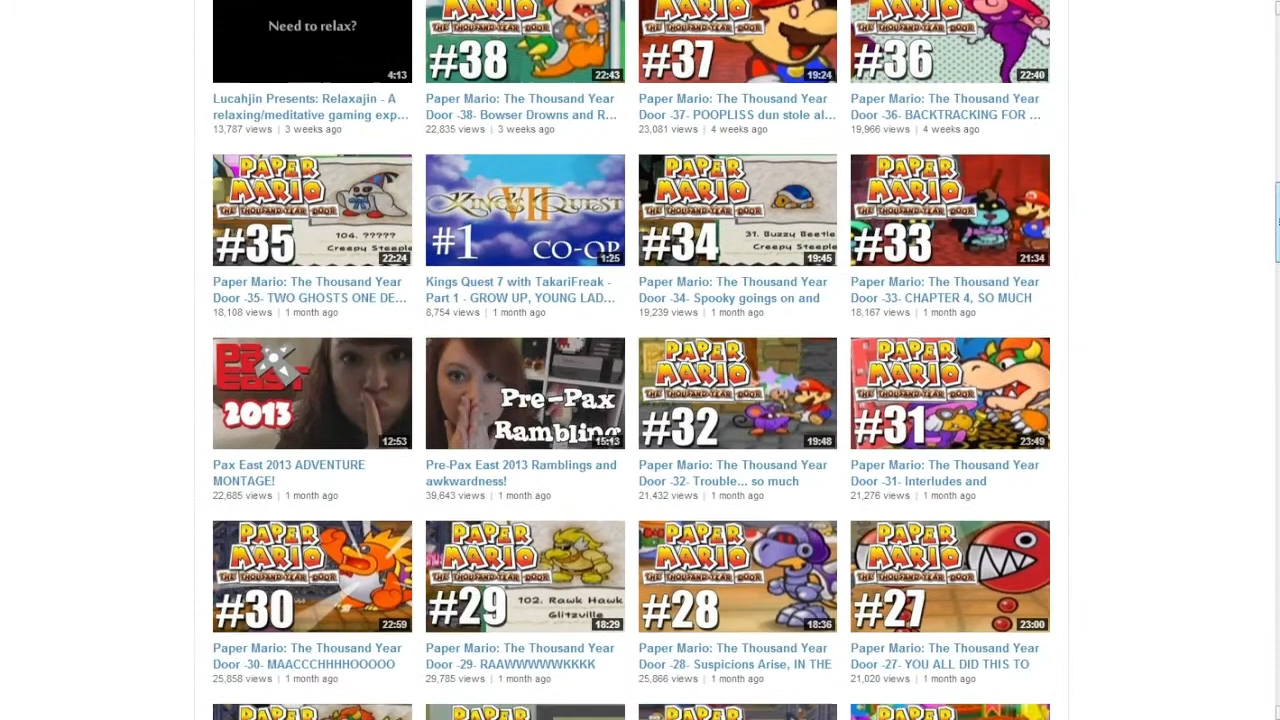 Need to relax?
4:13
MARIO
THE THOUSAND-YEAR DOOR
#38
22:43
MARIO
THE THOUSAND-YEAR DOOR
#37
19:24
MARIO
THE THOUSAND-YEAR DOOR
#36
22:40
Lucahjin Presents: Relaxajin - A
relaxing/meditative gaming exp...
13,787 views | 3 weeks ago
Paper Mario: The Thousand Year
Door -38- Bowser Drowns and R...
22,835 views | 3 weeks ago
Paper Mario: The Thousand Year
Door -37- POOPLISS dun stole al...
23,081 views | 4 weeks ago
Paper Mario: The Thousand Year
Door -36- BACKTRACKING FOR ...
19,966 views | 4 weeks ago
PAPER
MARIO
THE THOUSAND-YEAR DOOR
#35
104. ?????
Creepy Steeple
22:24
KING'S QUEST
VII
#1
CO-OP
1:25
PAPER
MARIO
THE THOUSAND-YEAR DOOR
#34
31. Buzzy Beetle
Creepy Steeple
19:45
PAPER
MARIO
THE THOUSAND-YEAR DOOR
#33
21:34
Paper Mario: The Thousand Year
Door -35- TWO GHOSTS ONE DE...
18,108 views | 1 month ago
Kings Quest 7 with TakariFreak -
Part 1 - GROW UP, YOUNG LAD...
8,754 views | 1 month ago
Paper Mario: The Thousand Year
Door -34- Spooky goings on and
19,239 views | 1 month ago
Paper Mario: The Thousand Year
Door -33- CHAPTER 4, SO MUCH
18,167 views | 1 month ago
PAX
EAST
2013
12:53
Pre-Pax
Rambling
15:13
PAPER
MARIO
THE THOUSAND-YEAR DOOR
#32
19:48
PAPER
MARIO
THE THOUSAND-YEAR DOOR
#31
23:49
Pax East 2013 ADVENTURE
MONTAGE!
22,685 views | 1 month ago
Pre-Pax East 2013 Ramblings and
awkwardness!
39,643 views | 1 month ago
Paper Mario: The Thousand Year
Door -32- Trouble... so much
21,432 views | 1 month ago
Paper Mario: The Thousand Year
Door -31- Interludes and
21,276 views | 1 month ago
PAPER
MARIO
THE THOUSAND-YEAR DOOR
#30
22:59
PAPER
MARIO
THE THOUSAND-YEAR DOOR
#29
102. Rawk Hawk
Glitzville
18:29
PAPER
MARIO
THE THOUSAND-YEAR DOOR
#28
18:36
PAPER
MARIO
THE THOUSAND-YEAR DOOR
#27
23:00
Paper Mario: The Thousand Year
Door -30- MAACCCHHHHOOOOO
25,858 views | 1 month ago
Paper Mario: The Thousand Year
Door -29- RAAWWWWWKKKK
29,785 views | 1 month ago
Paper Mario: The Thousand Year
Door -28- Suspicions Arise, IN THE
25,866 views | 1 month ago
Paper Mario: The Thousand Year
Door -27- YOU ALL DID THIS TO
21,020 views | 1 month ago